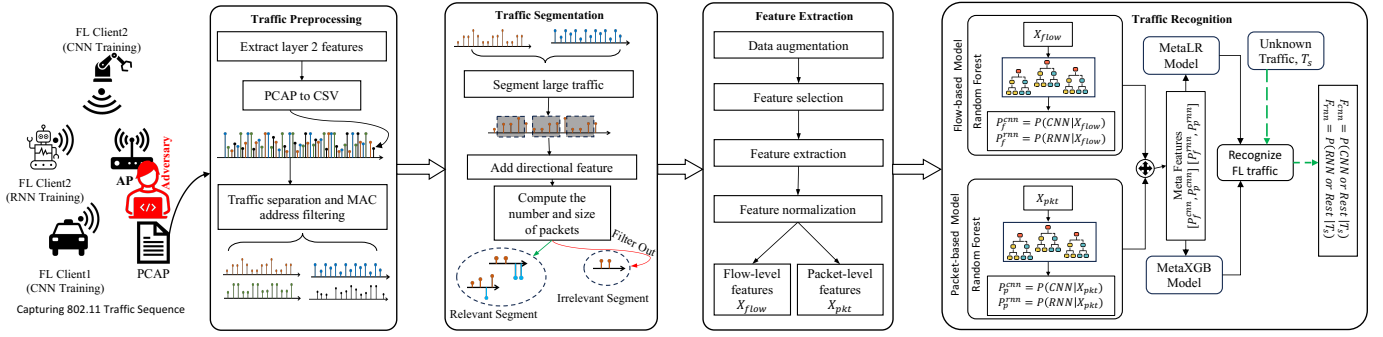 FL Client2
(CNN Training)
FL Client2
(RNN Training)
AP
Adversary
FL Client1
(CNN Training)
PCAP
Capturing 802.11 Traffic Sequence
Traffic Preprocessing
Extract layer 2 features
PCAP to CSV
Traffic separation and MAC
address filtering
Traffic Segmentation
Segment large traffic
Add directional feature
Compute the
number and size
of packets
Filter Out
Irrelevant Segment
Relevant Segment
Feature Extraction
Data augmentation
Feature selection
Feature extraction
Feature normalization
Flow-level
features
X_flow
Packet-level
features
X_pkt
Traffic Recognition
Flow-based Model
Random Forest
X_flow
P_f^cnn = P(CNN|X_flow)
P_f^rnn = P(RNN|X_flow)
Packet-based Model
Random Forest
X_pkt
P_p^cnn = P(CNN|X_pkt)
P_p^rnn = P(RNN|X_pkt)
MetaLR
Model
Meta Features
[P_f^cnn, P_p^cnn] [P_f^rnn, P_p^rnn]
MetaXGB
Model
Unknown
Traffic, T_s
Recognize
FL traffic
F_cnn = P(CNN or Rest |T_s)
F_rnn = P(RNN or Rest |T_s)